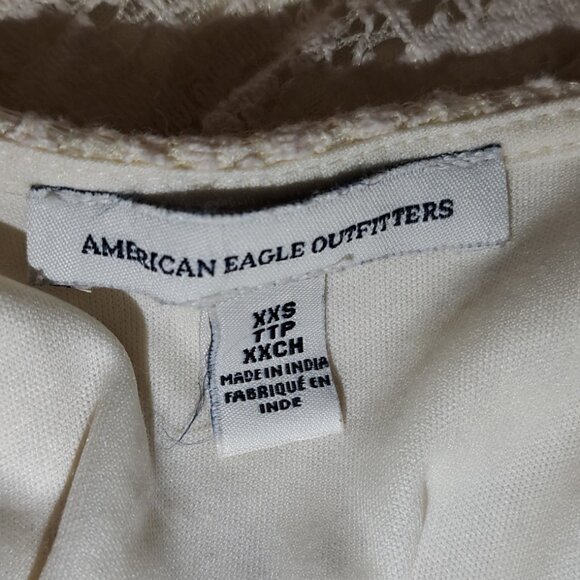 AMERICAN EAGLE OUTFITTERS
XXS
TTP
XXCH
MADE IN INDIA
FABRIQUÉ EN
INDE